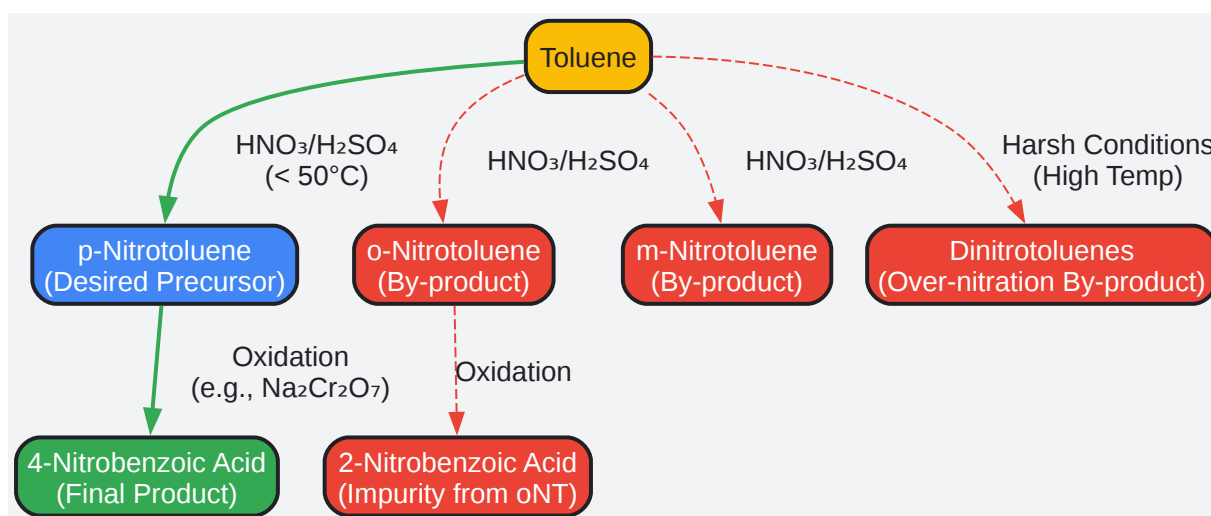 Toluene
HNO₃/H₂SO₄
(< 50°C)
HNO₃/H₂SO₄
HNO₃/H₂SO₄
Harsh Conditions
(High Temp)
p-Nitrotoluene
(Desired Precursor)
o-Nitrotoluene
(By-product)
m-Nitrotoluene
(By-product)
Dinitrotoluenes
(Over-nitration By-product)
Oxidation
(e.g., Na₂Cr₂O₇)
Oxidation
4-Nitrobenzoic Acid
(Final Product)
2-Nitrobenzoic Acid
(Impurity from oNT)